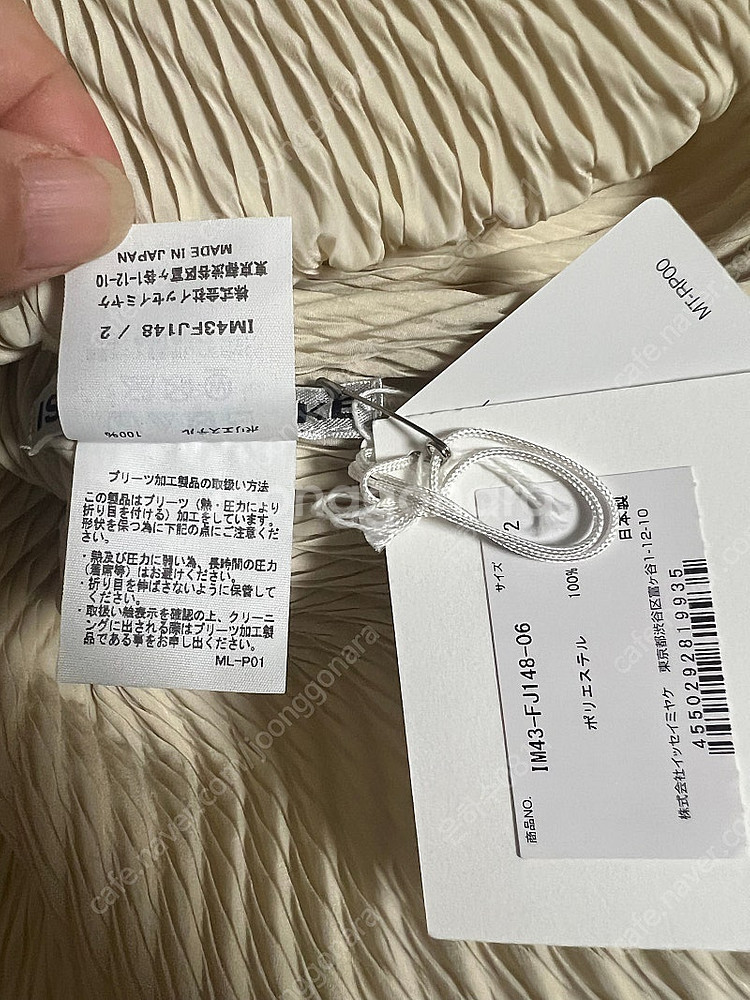 MADE IN JAPAN
東京都渋谷区富ヶ谷1-12-10
株式会社イッセイミヤケ
IM43FJ148 / 2
ポリエステル 100%
プリーツ加工製品の取扱い方法
この製品はプリーツ（熱・圧力により
折り目を付ける）加工をしています。
形状を保つ為に下記の点にご注意くだ
さい。
・熱及び圧力に弱い為、長時間の圧力
（着席等）はお避けください。
・折り目を伸ばさないように保管して
ください。
・取扱い絵表示を確認の上、クリーニ
ングに出される際はプリーツ加工製
品である事をお申し出ください。
ML-P01
MT-RP00
商品NO. IM43-FJ148-06
サイズ 2
ポリエステル 100%
日本製
株式会社イッセイミヤケ 東京都渋谷区富ヶ谷1-12-10
4550292819935
cafe.naver.com/joonggonara
joonggonara